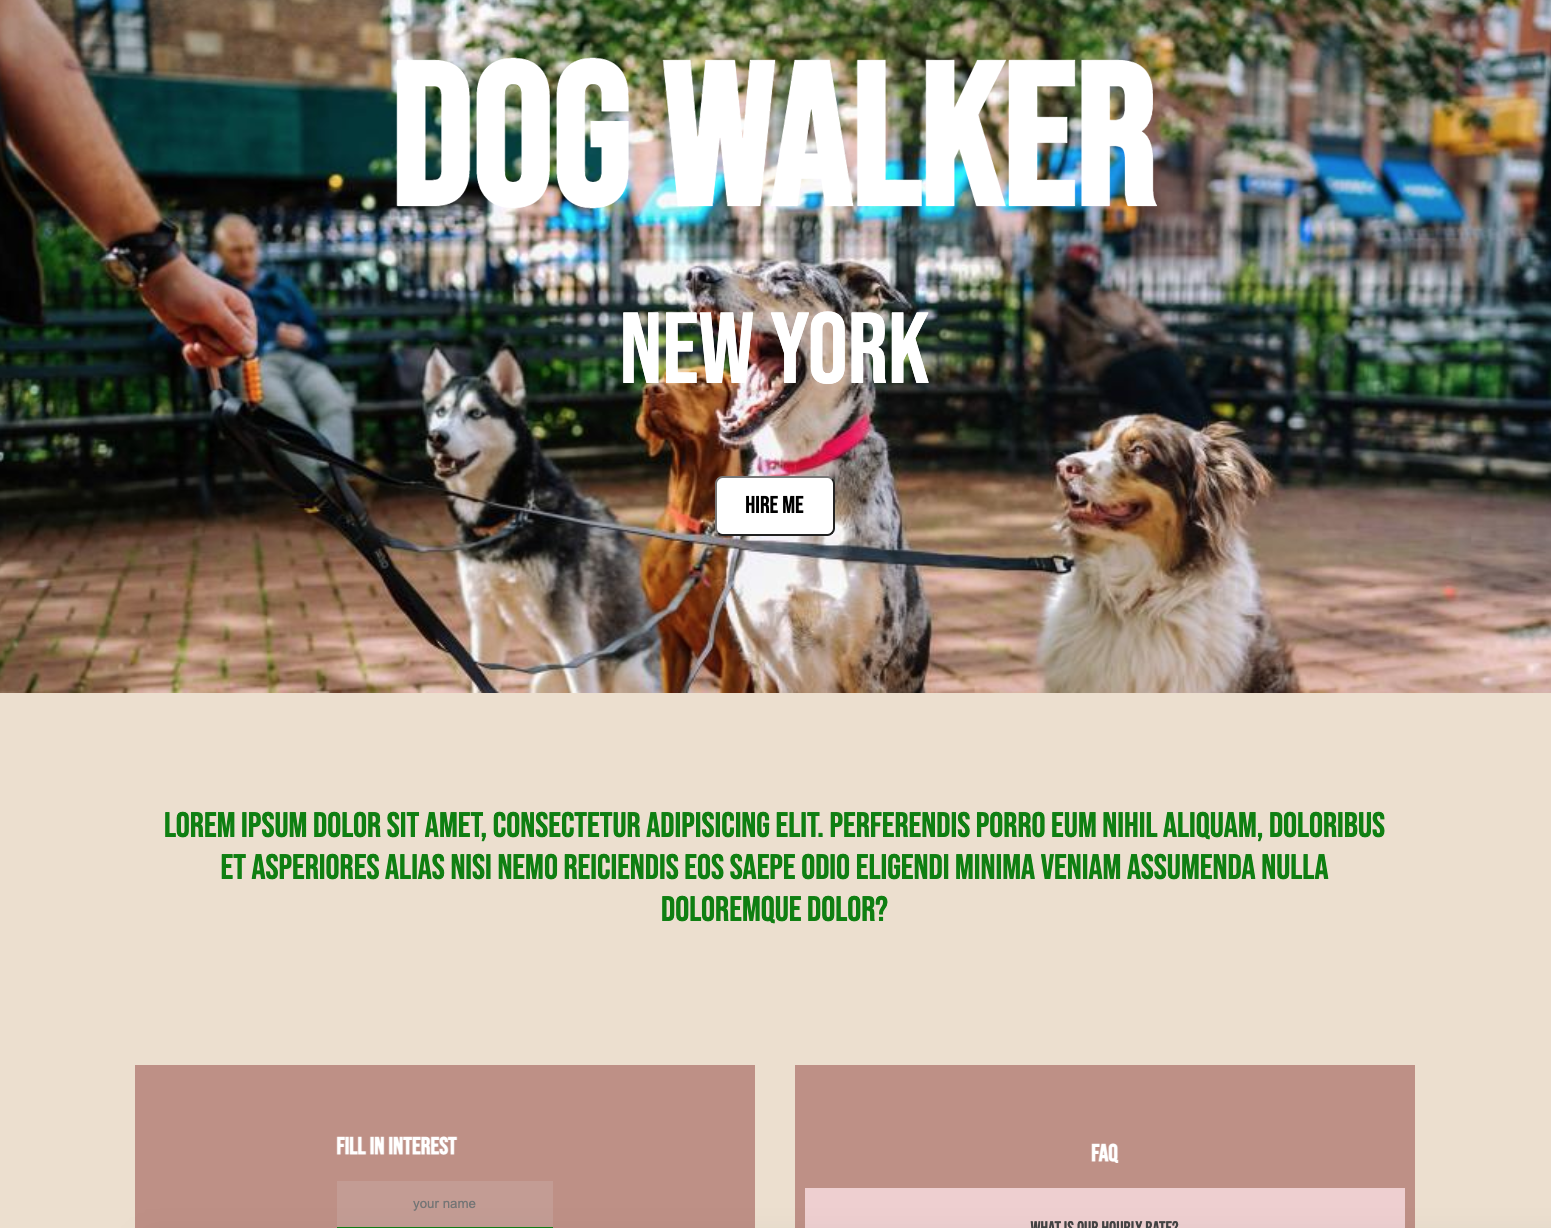 DOG WALKER
NEW YORK
HIRE ME
LOREM IPSUM DOLOR SIT AMET, CONSECTETUR ADIPISICING ELIT. PERFERENDIS PORRO EUM NIHIL ALIQUAM, DOLORIBUS
ET ASPERIORES ALIAS NISI NEMO REICIENDIS EOS SAEPE ODIO ELIGENDI MINIMA VENIAM ASSUMENDA NULLA
DOLOREMQUE DOLOR?
FILL IN INTEREST
your name
FAQ
WHAT IS OUR HOURLY RATE?